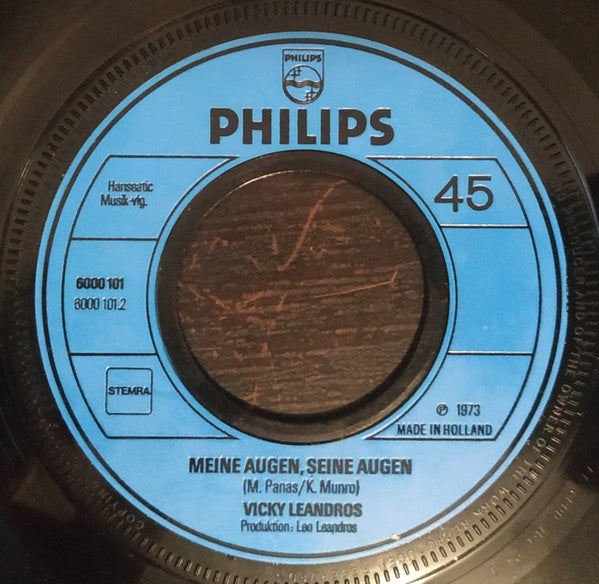 PHILIPS
PHILIPS
Hanseatic
Musik-vlg.
45
6000 101
6000 101.2
STEMRA
℗ 1973
MADE IN HOLLAND
MEINE AUGEN, SEINE AUGEN
(M. Panas/K. Munro)
VICKY LEANDROS
Produktion: Leo Leandros